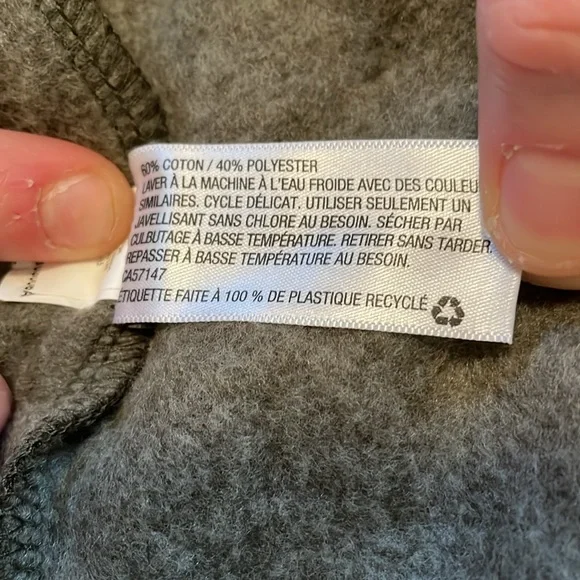 60% COTON / 40% POLYESTER
LAVER À LA MACHINE À L'EAU FROIDE AVEC DES COULEU
SIMILAIRES. CYCLE DÉLICAT. UTILISER SEULEMENT UN
JAVELLISANT SANS CHLORE AU BESOIN. SÉCHER PAR
CULBUTAGE À BASSE TEMPÉRATURE. RETIRER SANS TARDER.
REPASSER À BASSE TEMPÉRATURE AU BESOIN.
CA57147
ETIQUETTE FAITE À 100 % DE PLASTIQUE RECYCLÉ